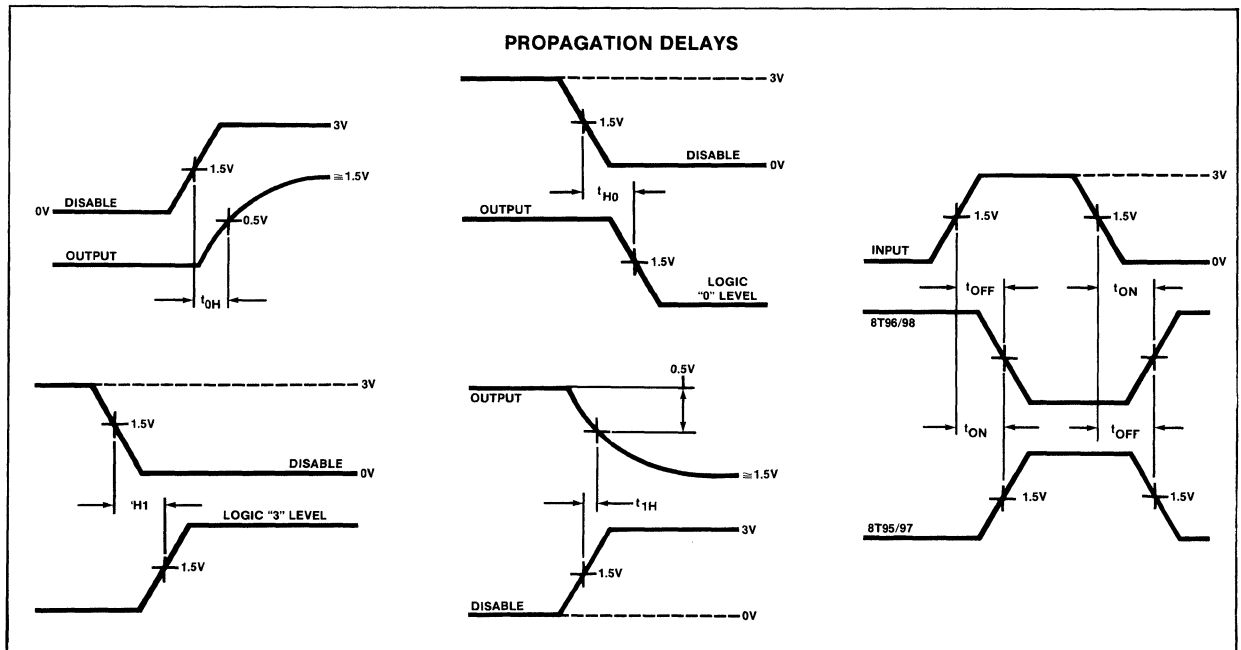 PROPAGATION DELAYS
3V
1.5V
0V DISABLE
≅1.5V
0.5V
OUTPUT
t0H
3V
1.5V
DISABLE
0V
tH0
OUTPUT
1.5V
LOGIC
"0" LEVEL
3V
1.5V
1.5V
INPUT
0V
tOFF
tON
8T96/98
tON
tOFF
1.5V
1.5V
8T95/97
3V
1.5V
DISABLE
0V
'H1
LOGIC "3" LEVEL
1.5V
0.5V
OUTPUT
≅1.5V
t1H
3V
1.5V
DISABLE
0V